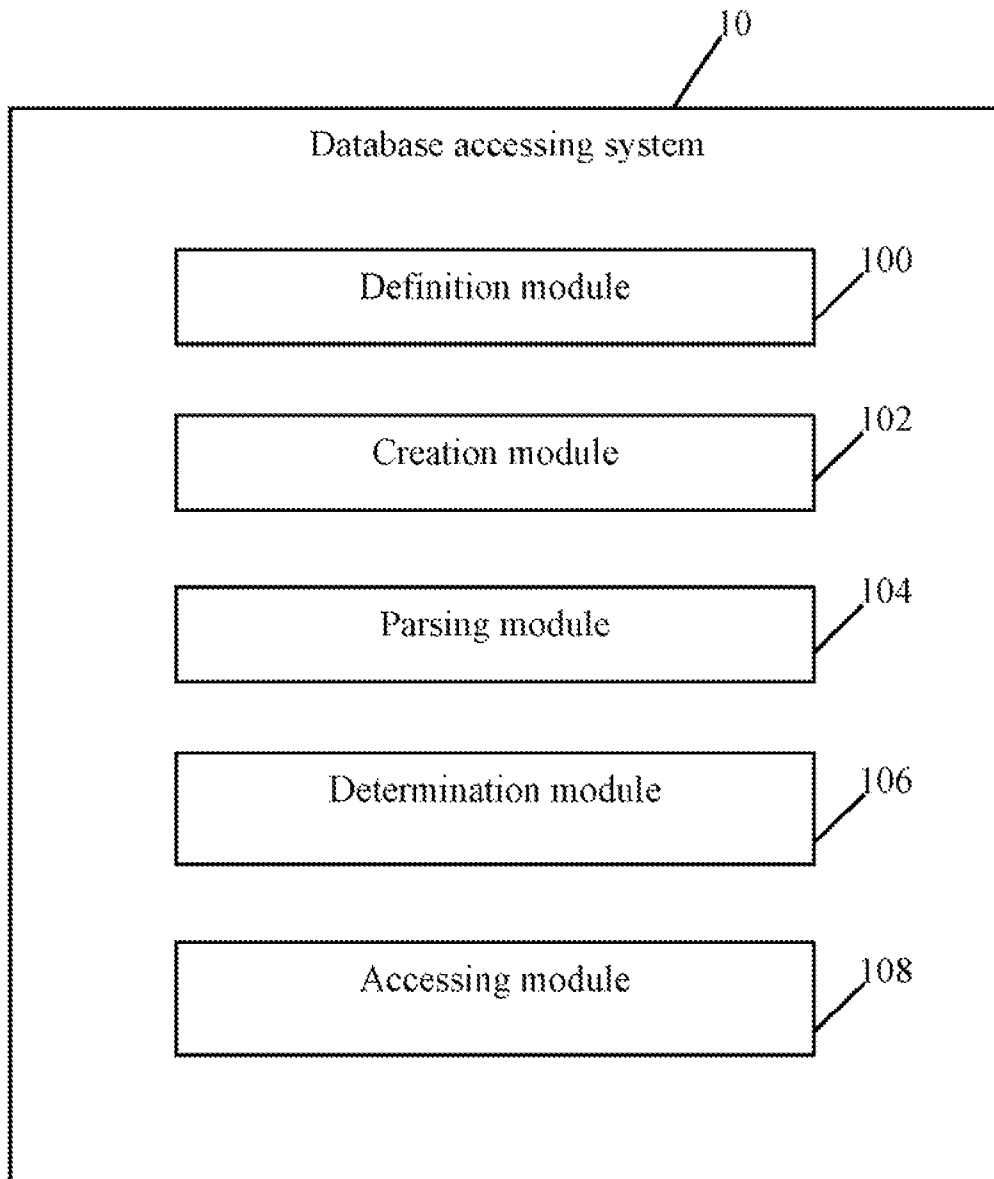 10
Database accessing system
Definition module
100
Creation module
102
Parsing module
104
Determination module
106
Accessing module
108